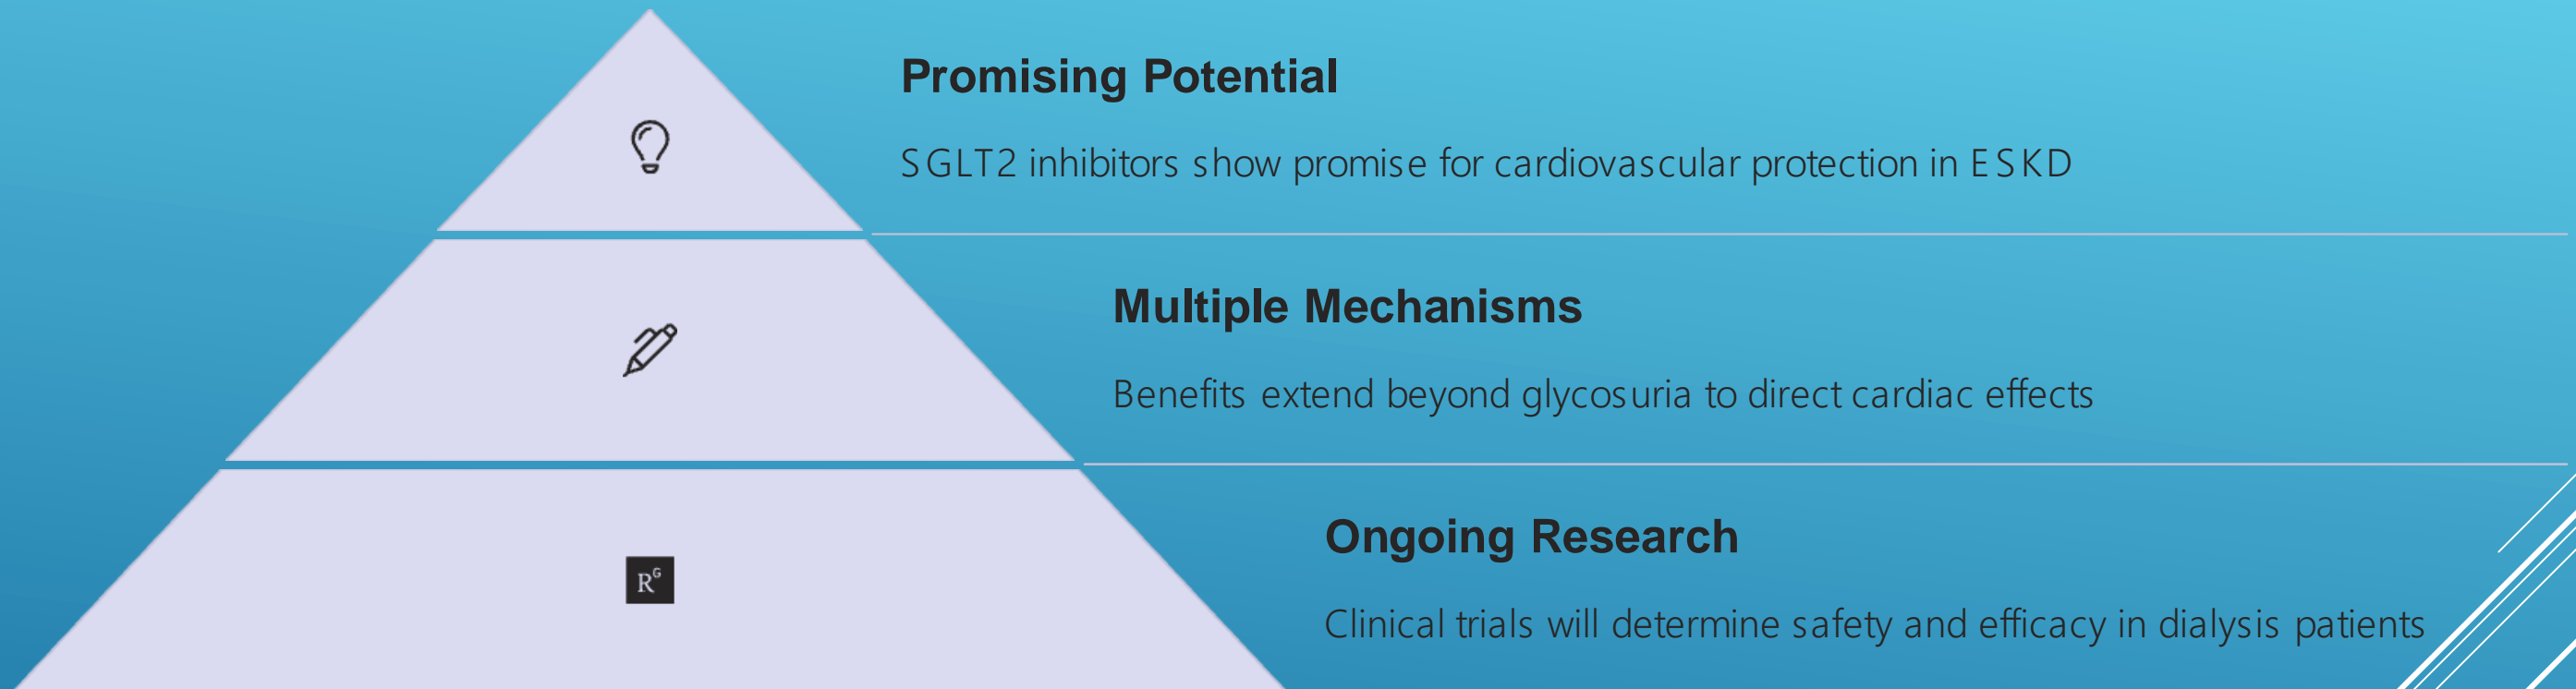 Promising Potential
SGLT2 inhibitors show promise for cardiovascular protection in ESKD
Multiple Mechanisms
Benefits extend beyond glycosuria to direct cardiac effects
RG
Ongoing Research
Clinical trials will determine safety and efficacy in dialysis patients